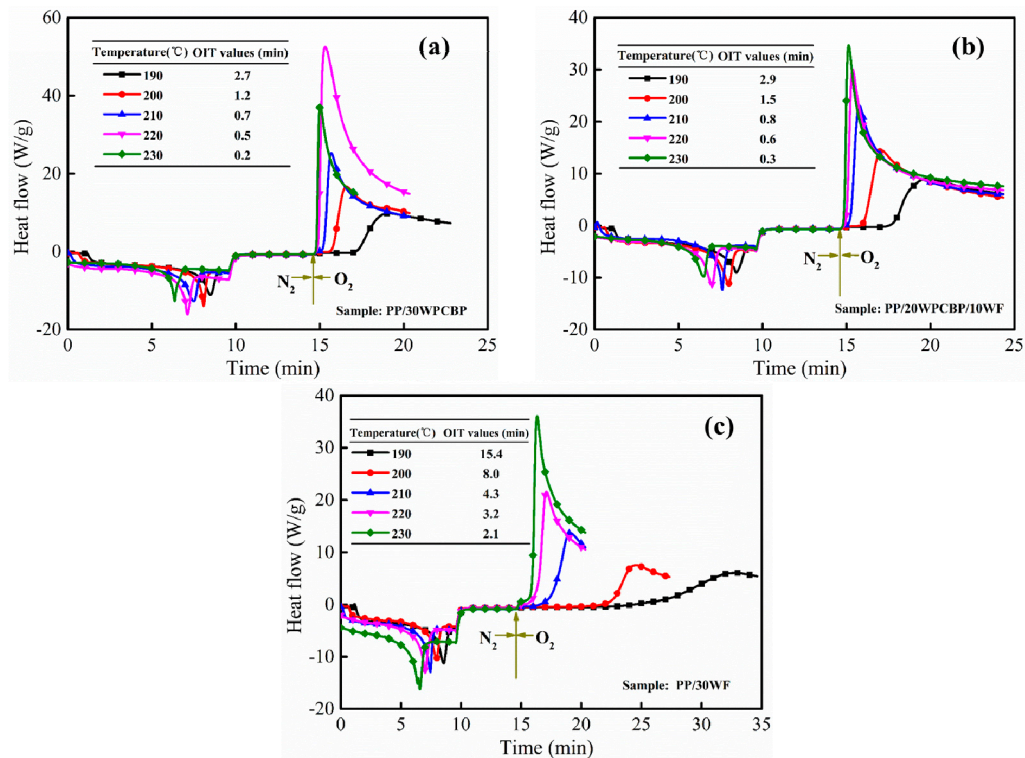 (a)
Temperature(℃) OIT values (min)
190 2.7
200 1.2
210 0.7
220 0.5
230 0.2
Heat flow (W/g)
60
40
20
0
-20
N₂ O₂
Sample: PP/30WPCBP
0 5 10 15 20 25
Time (min)
(b)
Temperature(℃) OIT values (min)
190 2.9
200 1.5
210 0.8
220 0.6
230 0.3
Heat flow (W/g)
40
30
20
10
0
-10
-20
N₂ O₂
Sample: PP/20WPCBP/10WF
0 5 10 15 20 25
Time (min)
(c)
Temperature(℃) OIT values (min)
190 15.4
200 8.0
210 4.3
220 3.2
230 2.1
Heat flow (W/g)
40
30
20
10
0
-10
-20
N₂ O₂
Sample: PP/30WF
0 5 10 15 20 25 30 35
Time (min)